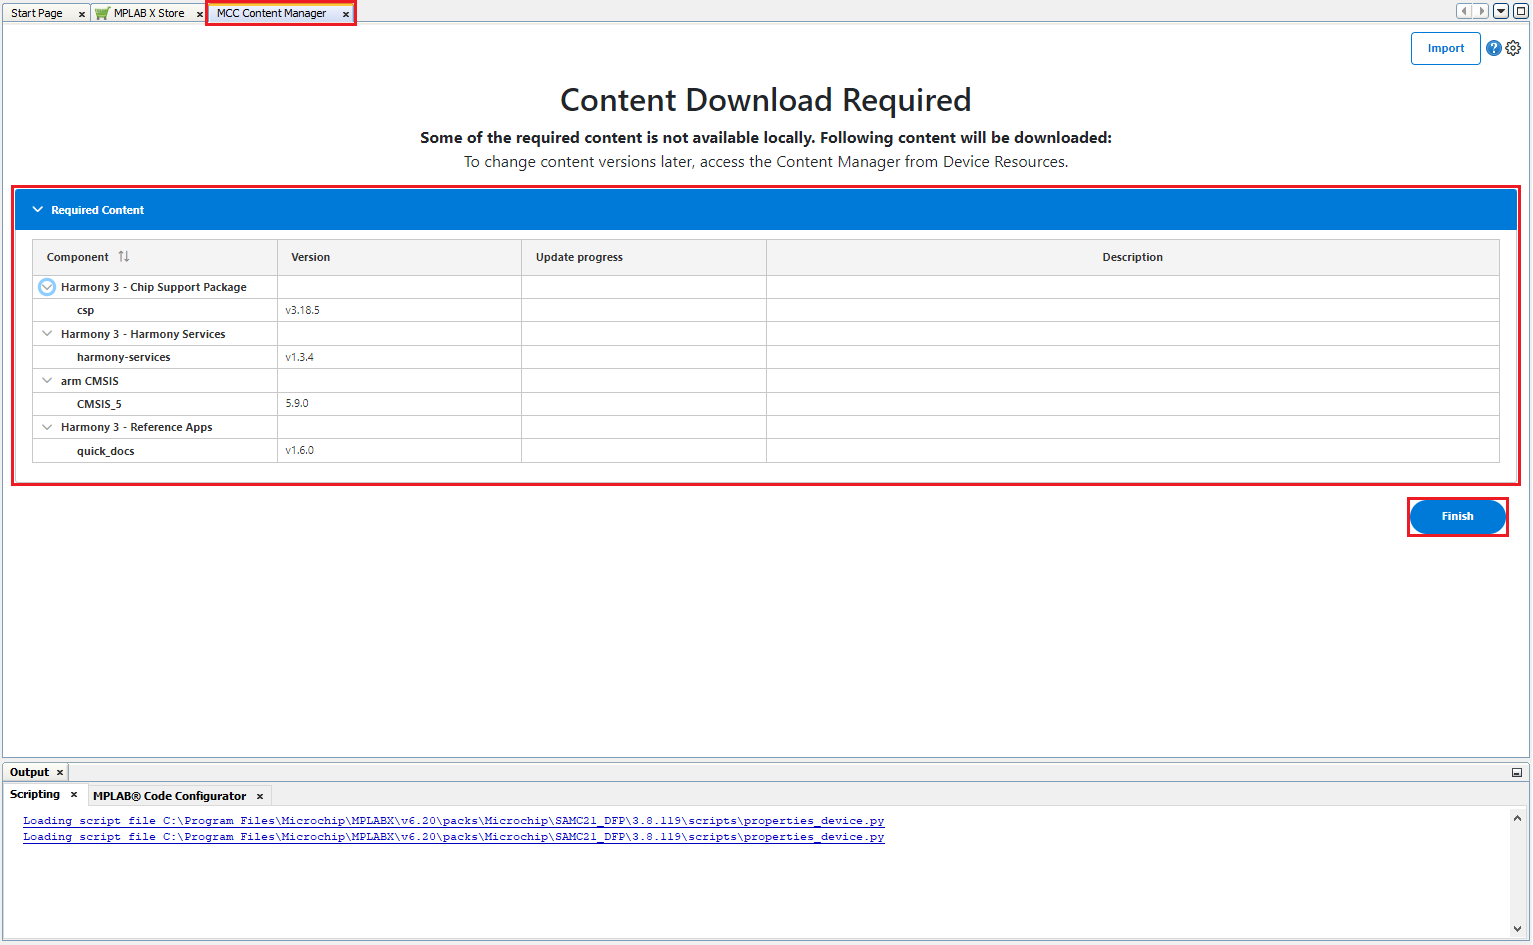 Start Page x MPLAB X Store x MCC Content Manager x
Import ?
Content Download Required
Some of the required content is not available locally. Following content will be downloaded:
To change content versions later, access the Content Manager from Device Resources.
Required Content
Component Version Update progress Description
Harmony 3 - Chip Support Package
csp v3.18.5
Harmony 3 - Harmony Services
harmony-services v1.3.4
arm CMSIS
CMSIS_5 5.9.0
Harmony 3 - Reference Apps
quick_docs v1.6.0
Finish
Output x
Scripting x MPLAB® Code Configurator x
Loading script file C:\Program Files\Microchip\MPLABX\v6.20\packs\Microchip\SAMC21_DFP\3.8.119\scripts\properties_device.py
Loading script file C:\Program Files\Microchip\MPLABX\v6.20\packs\Microchip\SAMC21_DFP\3.8.119\scripts\properties_device.py